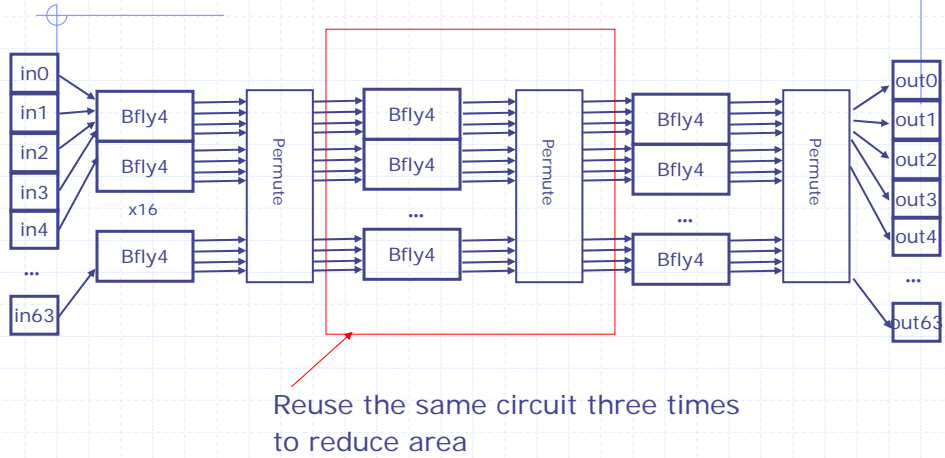 in0
in1
in2
in3
in4
...
in63
Bfly4
Bfly4
x16
Bfly4
Permute
Bfly4
Bfly4
...
Bfly4
Permute
Bfly4
Bfly4
...
Bfly4
Permute
out0
out1
out2
out3
out4
...
out63
Reuse the same circuit three times
to reduce area